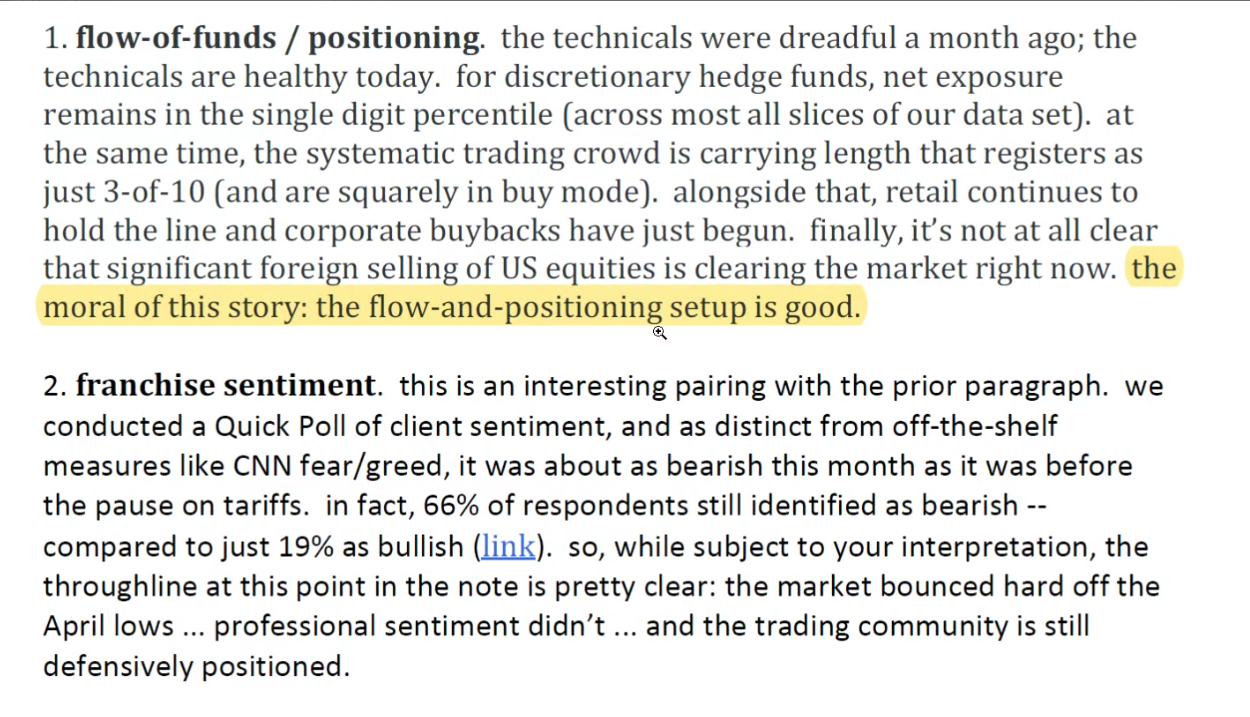 1. flow-of-funds / positioning.  the technicals were dreadful a month ago; the
technicals are healthy today.  for discretionary hedge funds, net exposure
remains in the single digit percentile (across most all slices of our data set).  at
the same time, the systematic trading crowd is carrying length that registers as
just 3-of-10 (and are squarely in buy mode).  alongside that, retail continues to
hold the line and corporate buybacks have just begun.  finally, it’s not at all clear
that significant foreign selling of US equities is clearing the market right now.  the
moral of this story: the flow-and-positioning setup is good.
2. franchise sentiment.  this is an interesting pairing with the prior paragraph.  we
conducted a Quick Poll of client sentiment, and as distinct from off-the-shelf
measures like CNN fear/greed, it was about as bearish this month as it was before
the pause on tariffs.  in fact, 66% of respondents still identified as bearish --
compared to just 19% as bullish (link).  so, while subject to your interpretation, the
throughline at this point in the note is pretty clear: the market bounced hard off the
April lows ... professional sentiment didn’t ... and the trading community is still
defensively positioned.